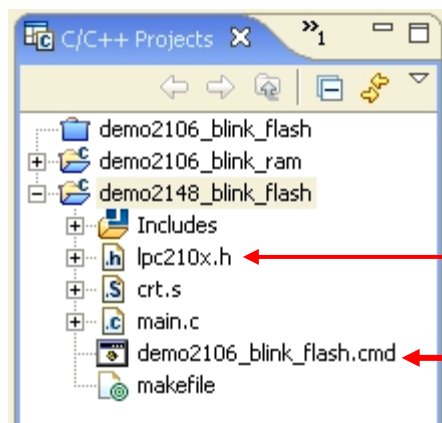 C/C++ Projects
»1
demo2106_blink_flash
demo2106_blink_ram
demo2148_blink_flash
Includes
.h lpc210x.h
.S crt.s
.c main.c
demo2106_blink_flash.cmd
makefile